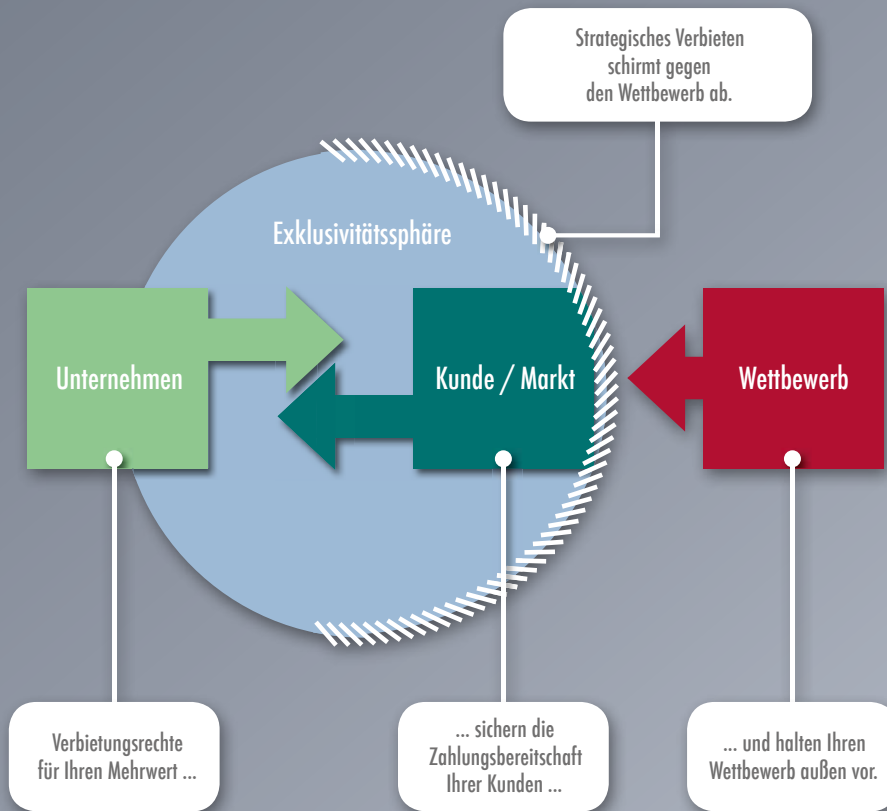 Strategisches Verbieten
schirmt gegen
den Wettbewerb ab.
Exklusivitätssphäre
Unternehmen
Kunde / Markt
Wettbewerb
Verbietungsrechte
für Ihren Mehrwert ...
... sichern die
Zahlungsbereitschaft
Ihrer Kunden ...
... und halten Ihren
Wettbewerb außen vor.